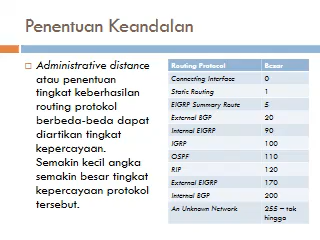 Penentuan Keandalan
Administrative distance
atau penentuan
tingkat keberhasilan
routing protokol
berbeda-beda dapat
diartikan tingkat
kepercayaan.
Semakin kecil angka
semakin besar tingkat
kepercayaan protokol
tersebut.
Routing Protocol Besar
Connecting Interface 0
Static Routing 1
EIGRP Summary Route 5
External BGP 20
Internal EIGRP 90
IGRP 100
OSPF 110
RIP 120
External EIGRP 170
Internal BGP 200
An Unknown Network 255 – tak
hingga